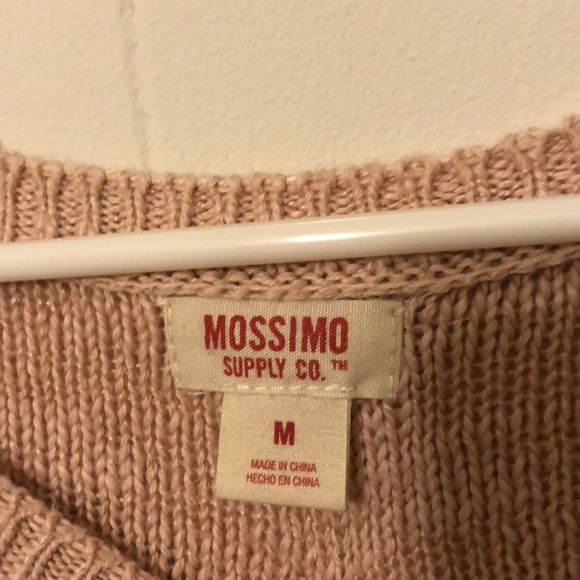 MOSSIMO
SUPPLY CO.™
M
MADE IN CHINA
HECHO EN CHINA